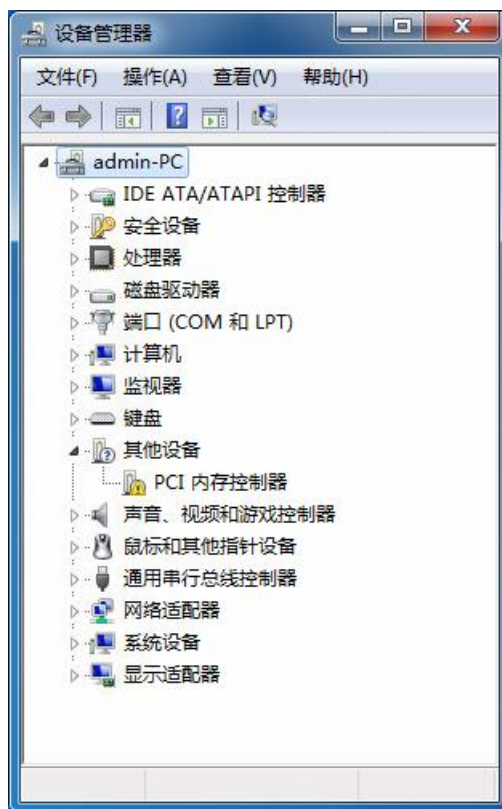 设备管理器
文件(F) 操作(A) 查看(V) 帮助(H)
admin-PC
IDE ATA/ATAPI 控制器
安全设备
处理器
磁盘驱动器
端口 (COM 和 LPT)
计算机
监视器
键盘
其他设备
PCI 内存控制器
声音、视频和游戏控制器
鼠标和其他指针设备
通用串行总线控制器
网络适配器
系统设备
显示适配器